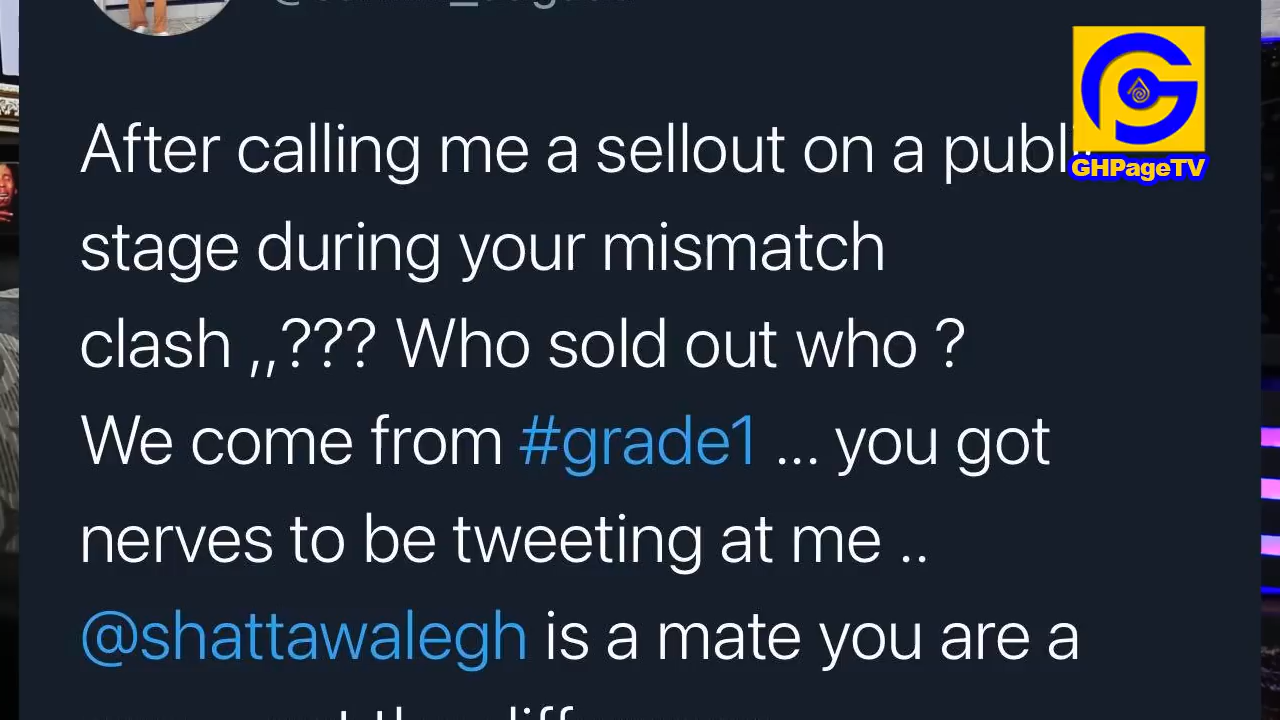 After calling me a sellout on a publi
GHPageTV
stage during your mismatch
clash ,,??? Who sold out who ?
We come from #grade1 ... you got
nerves to be tweeting at me ..
@shattawalegh is a mate you are a